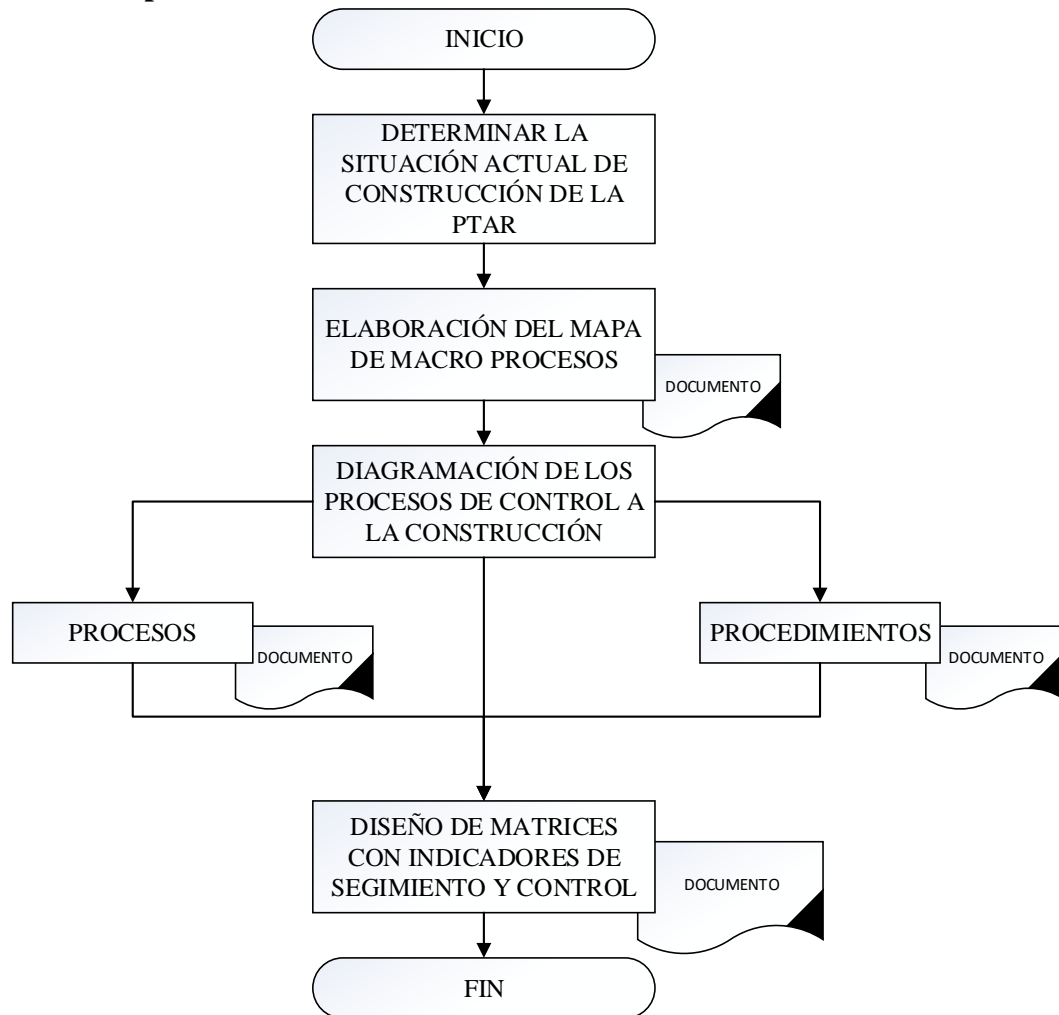 INICIO
DETERMINAR LA
SITUACIÓN ACTUAL DE
CONSTRUCCIÓN DE LA
PTAR
ELABORACIÓN DEL MAPA
DE MACRO PROCESOS
DOCUMENTO
DIAGRAMACIÓN DE LOS
PROCESOS DE CONTROL A
LA CONSTRUCCIÓN
PROCESOS
DOCUMENTO
PROCEDIMIENTOS
DOCUMENTO
DISEÑO DE MATRICES
CON INDICADORES DE
SEGIMIENTO Y CONTROL
DOCUMENTO
FIN